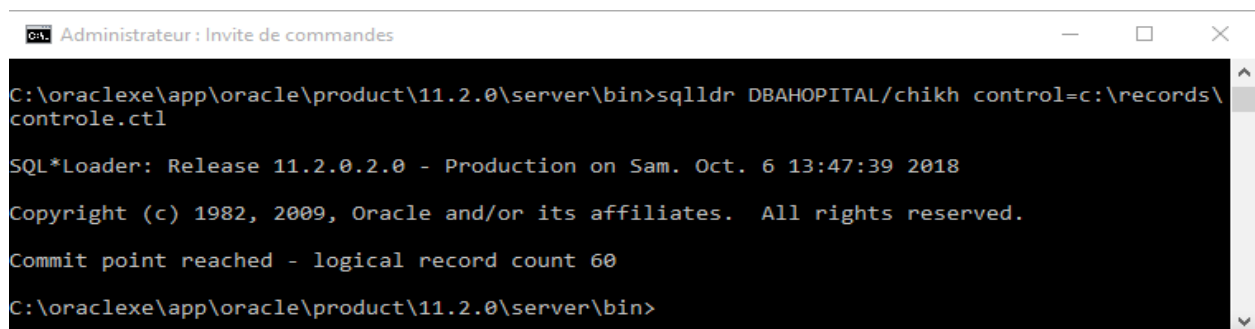 Administrateur : Invite de commandes
C:\oraclexe\app\oracle\product\11.2.0\server\bin>sqlldr DBAHOPITAL/chikh control=c:\records\
controle.ctl
SQL*Loader: Release 11.2.0.2.0 - Production on Sam. Oct. 6 13:47:39 2018
Copyright (c) 1982, 2009, Oracle and/or its affiliates.  All rights reserved.
Commit point reached - logical record count 60
C:\oraclexe\app\oracle\product\11.2.0\server\bin>